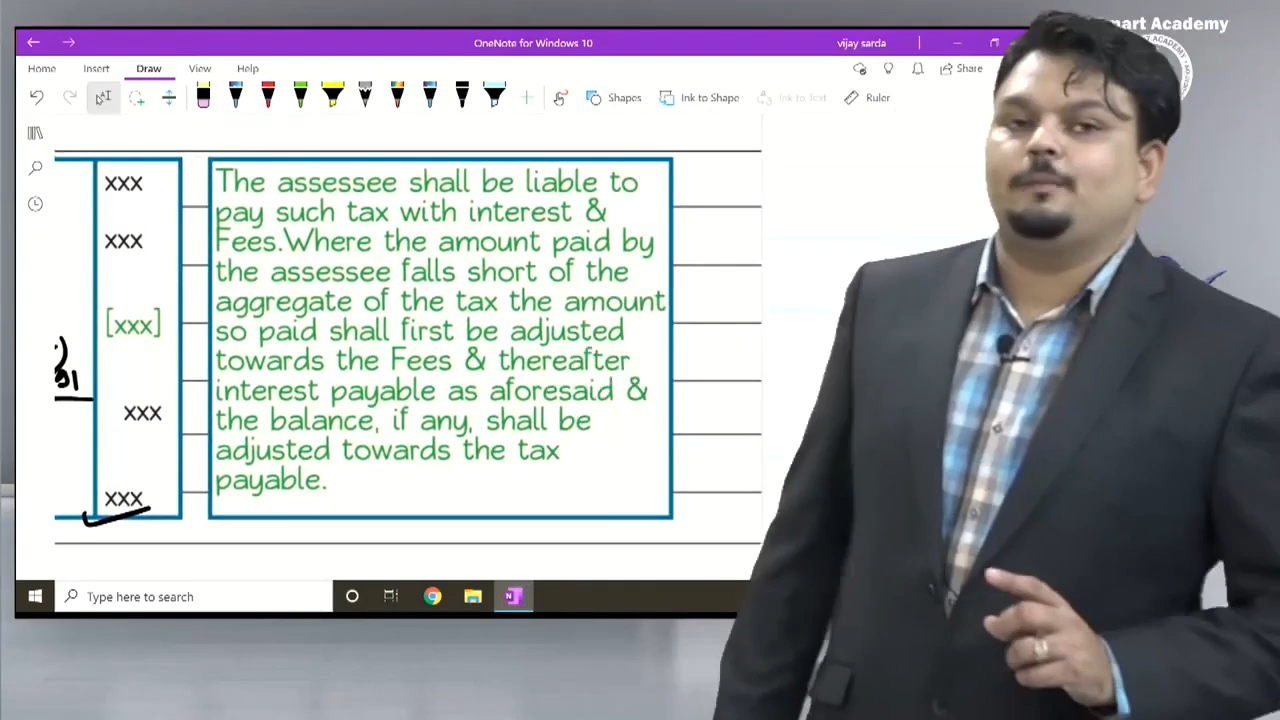 nart Academy
OneNote for Windows 10
vijay sarda
Home Insert Draw View Help
Share
Shapes
Ink to Shape
Ink to Text
Ruler
xxx
xxx
[xxx]
xxx
xxx
The assessee shall be liable to
pay such tax with interest &
Fees.Where the amount paid by
the assessee falls short of the
aggregate of the tax the amount
so paid shall first be adjusted
towards the Fees & thereafter
interest payable as aforesaid &
the balance, if any, shall be
adjusted towards the tax
payable.
Type here to search